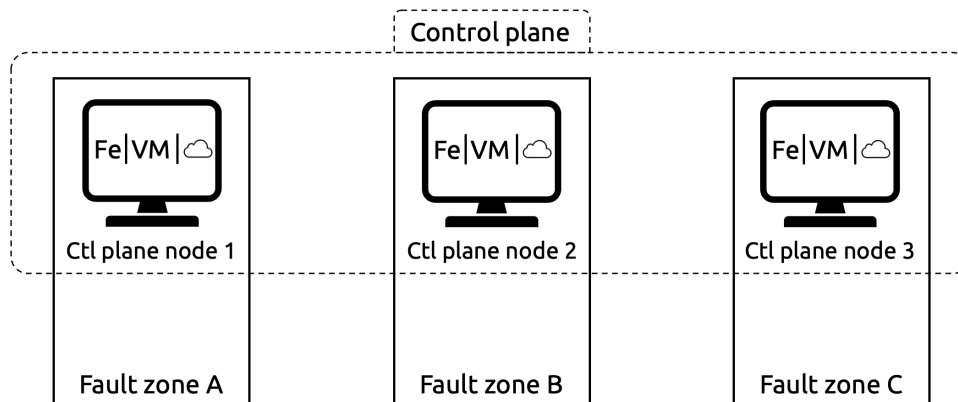 Control plane
Fe|VM| Fe|VM| Fe|VM|
Ctl plane node 1 Ctl plane node 2 Ctl plane node 3
Fault zone A Fault zone B Fault zone C